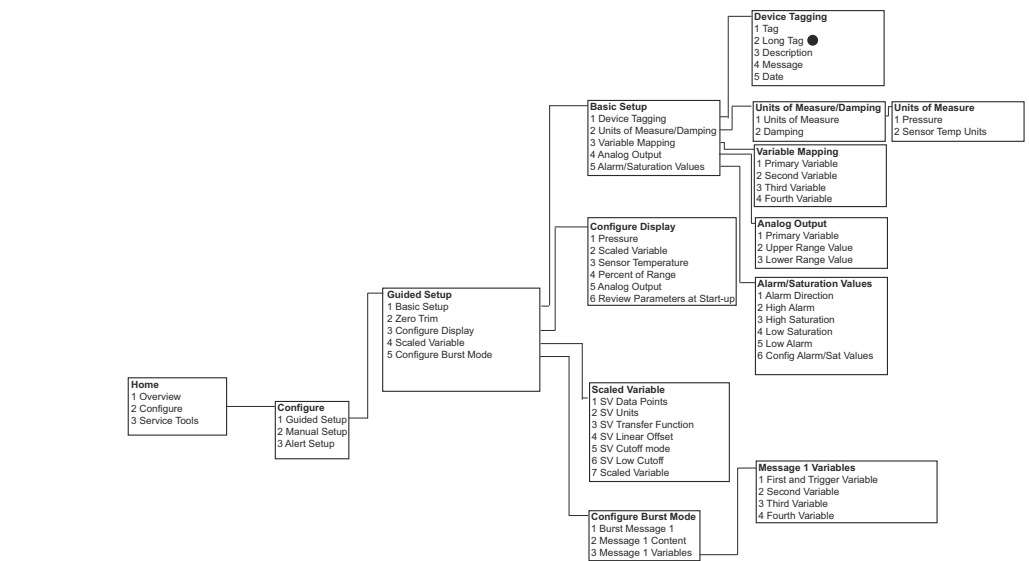 Device Tagging
1 Tag
2 Long Tag
3 Description
4 Message
5 Date
Basic Setup
1 Device Tagging
2 Units of Measure/Damping
3 Variable Mapping
4 Analog Output
5 Alarm/Saturation Values
Units of Measure/Damping
1 Units of Measure
2 Damping
Units of Measure
1 Pressure
2 Sensor Temp Units
Variable Mapping
1 Primary Variable
2 Second Variable
3 Third Variable
4 Fourth Variable
Configure Display
1 Pressure
2 Scaled Variable
3 Sensor Temperature
4 Percent of Range
5 Analog Output
6 Review Parameters at Start-up
Analog Output
1 Primary Variable
2 Upper Range Value
3 Lower Range Value
Alarm/Saturation Values
1 Alarm Direction
2 High Alarm
3 High Saturation
4 Low Saturation
5 Low Alarm
6 Config Alarm/Sat Values
Guided Setup
1 Basic Setup
2 Zero Trim
3 Configure Display
4 Scaled Variable
5 Configure Burst Mode
Home
1 Overview
2 Configure
3 Service Tools
Configure
1 Guided Setup
2 Manual Setup
3 Alert Setup
Scaled Variable
1 SV Data Points
2 SV Units
3 SV Transfer Function
4 SV Linear Offset
5 SV Cutoff mode
6 SV Low Cutoff
7 Scaled Variable
Message 1 Variables
1 First and Trigger Variable
2 Second Variable
3 Third Variable
4 Fourth Variable
Configure Burst Mode
1 Burst Message 1
2 Message 1 Content
3 Message 1 Variables